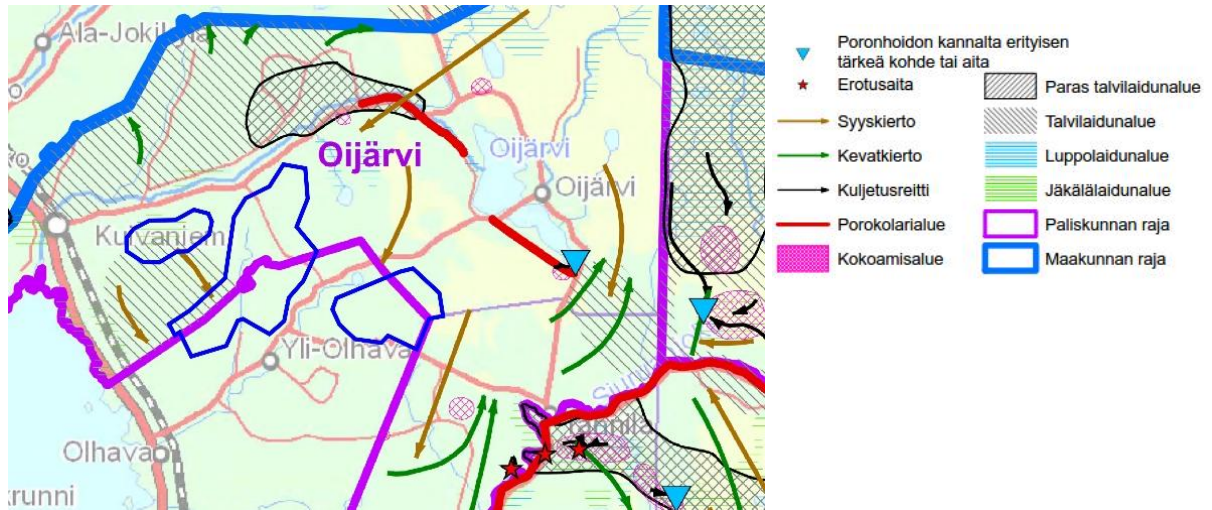 Ala-Jokikylä
Oijärvi
Oijärvi
Oijärvi
Kuivaniemi
Yli-Olhava
Olhava
krunni
Poronhoidon kannalta erityisen
tärkeä kohde tai aita
Erotusaita
Syyskierto
Kevatkierto
Kuljetusreitti
Porokolarialue
Kokoamisalue
Paras talvilaidunalue
Talvilaidunalue
Luppolaidunalue
Jäkälälaidunalue
Paliskunnan raja
Maakunnan raja